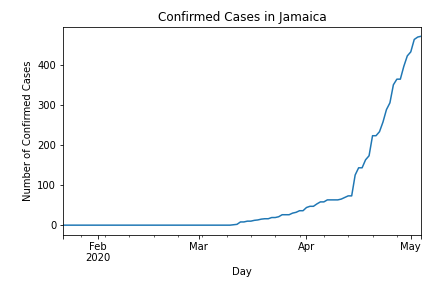 Confirmed Cases in Jamaica
Number of Confirmed Cases
400
300
200
100
0
Feb
2020
Mar
Apr
May
Day